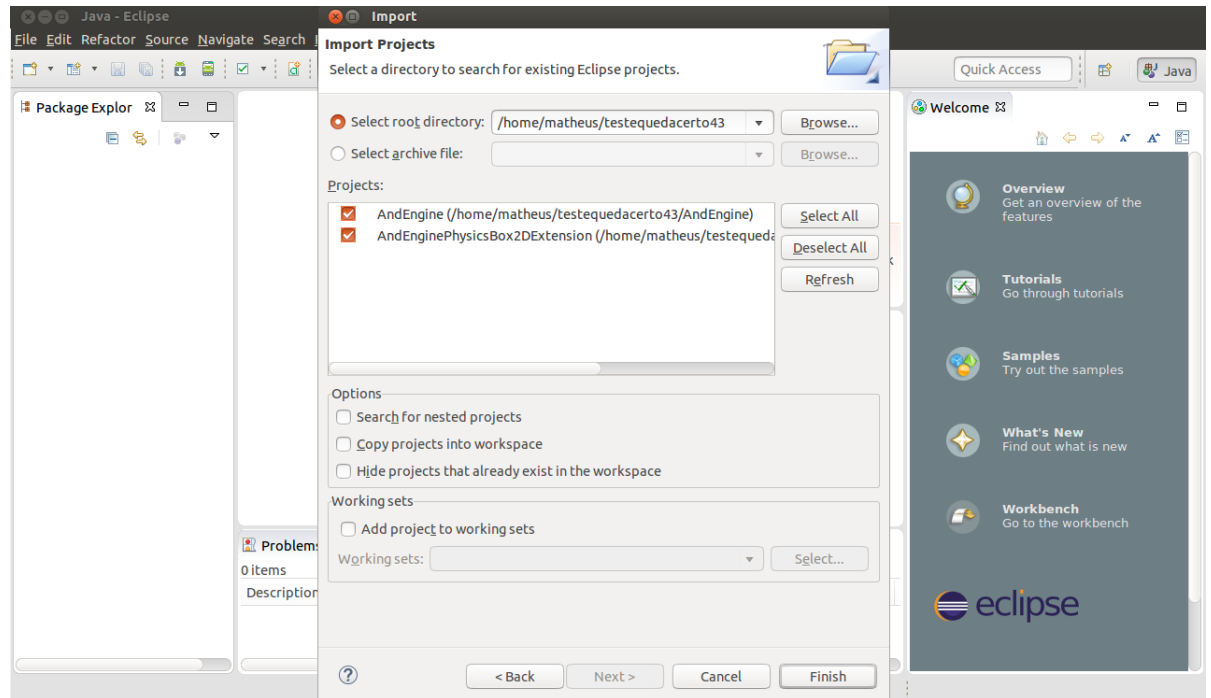 Java - Eclipse
Import
File Edit Refactor Source Navigate Search
Import Projects
Select a directory to search for existing Eclipse projects.
Quick Access
Java
Package Explor
Welcome
Select root directory: /home/matheus/testequedacerto43 Browse...
Select archive file: Browse...
Projects:
AndEngine (/home/matheus/testequedacerto43/AndEngine)
AndEnginePhysicsBox2DExtension (/home/matheus/testequeda
Select All
Deselect All
Refresh
Options
Search for nested projects
Copy projects into workspace
Hide projects that already exist in the workspace
Working sets
Add project to working sets
Working sets: Select...
Problems
0 items
Description
< Back Next > Cancel Finish
Overview
Get an overview of the
features
Tutorials
Go through tutorials
Samples
Try out the samples
What's New
Find out what is new
Workbench
Go to the workbench
eclipse